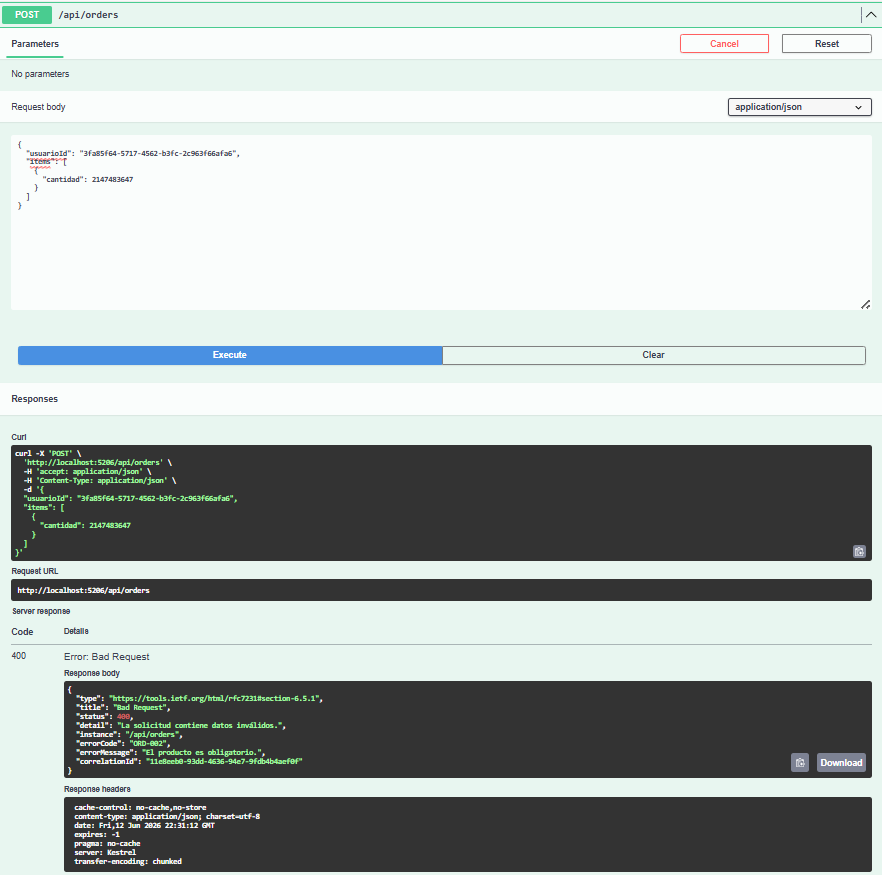 POST /api/orders
Parameters
Cancel
Reset
No parameters
Request body
application/json
{
  "usuarioId": "3fa85f64-5717-4562-b3fc-2c963f66afa6",
  "items": [
    {
      "cantidad": 2147483647
    }
  ]
}
Execute
Clear
Responses
Curl
curl -X 'POST' \
  'http://localhost:5206/api/orders' \
  -H 'accept: application/json' \
  -H 'Content-Type: application/json' \
  -d '{
  "usuarioId": "3fa85f64-5717-4562-b3fc-2c963f66afa6",
  "items": [
    {
      "cantidad": 2147483647
    }
  ]
}'
Request URL
http://localhost:5206/api/orders
Server response
Code Details
400 Error: Bad Request
Response body
{
  "type": "https://tools.ietf.org/html/rfc7231#section-6.5.1",
  "title": "Bad Request",
  "status": 400,
  "detail": "La solicitud contiene datos inválidos.",
  "instance": "/api/orders",
  "errorCode": "ORD-002",
  "errorMessage": "El producto es obligatorio.",
  "correlationId": "11e8eeb0-93dd-4636-94e7-9fdb4b4aef0f"
}
Download
Response headers
cache-control: no-cache,no-store
content-type: application/json; charset=utf-8
date: Fri,12 Jun 2026 22:31:12 GMT
expires: -1
pragma: no-cache
server: Kestrel
transfer-encoding: chunked